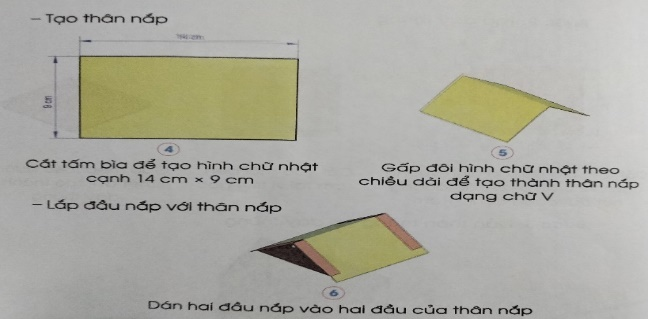 – Tạo thân nắp
9 cm
4
5
Cắt tấm bìa để tạo hình chữ nhật
cạnh 14 cm × 9 cm
Gấp đôi hình chữ nhật theo
chiều dài để tạo thành thân nắp
dạng chữ V
– Lắp đầu nắp với thân nắp
6
Dán hai đầu nắp vào hai đầu của thân nắp